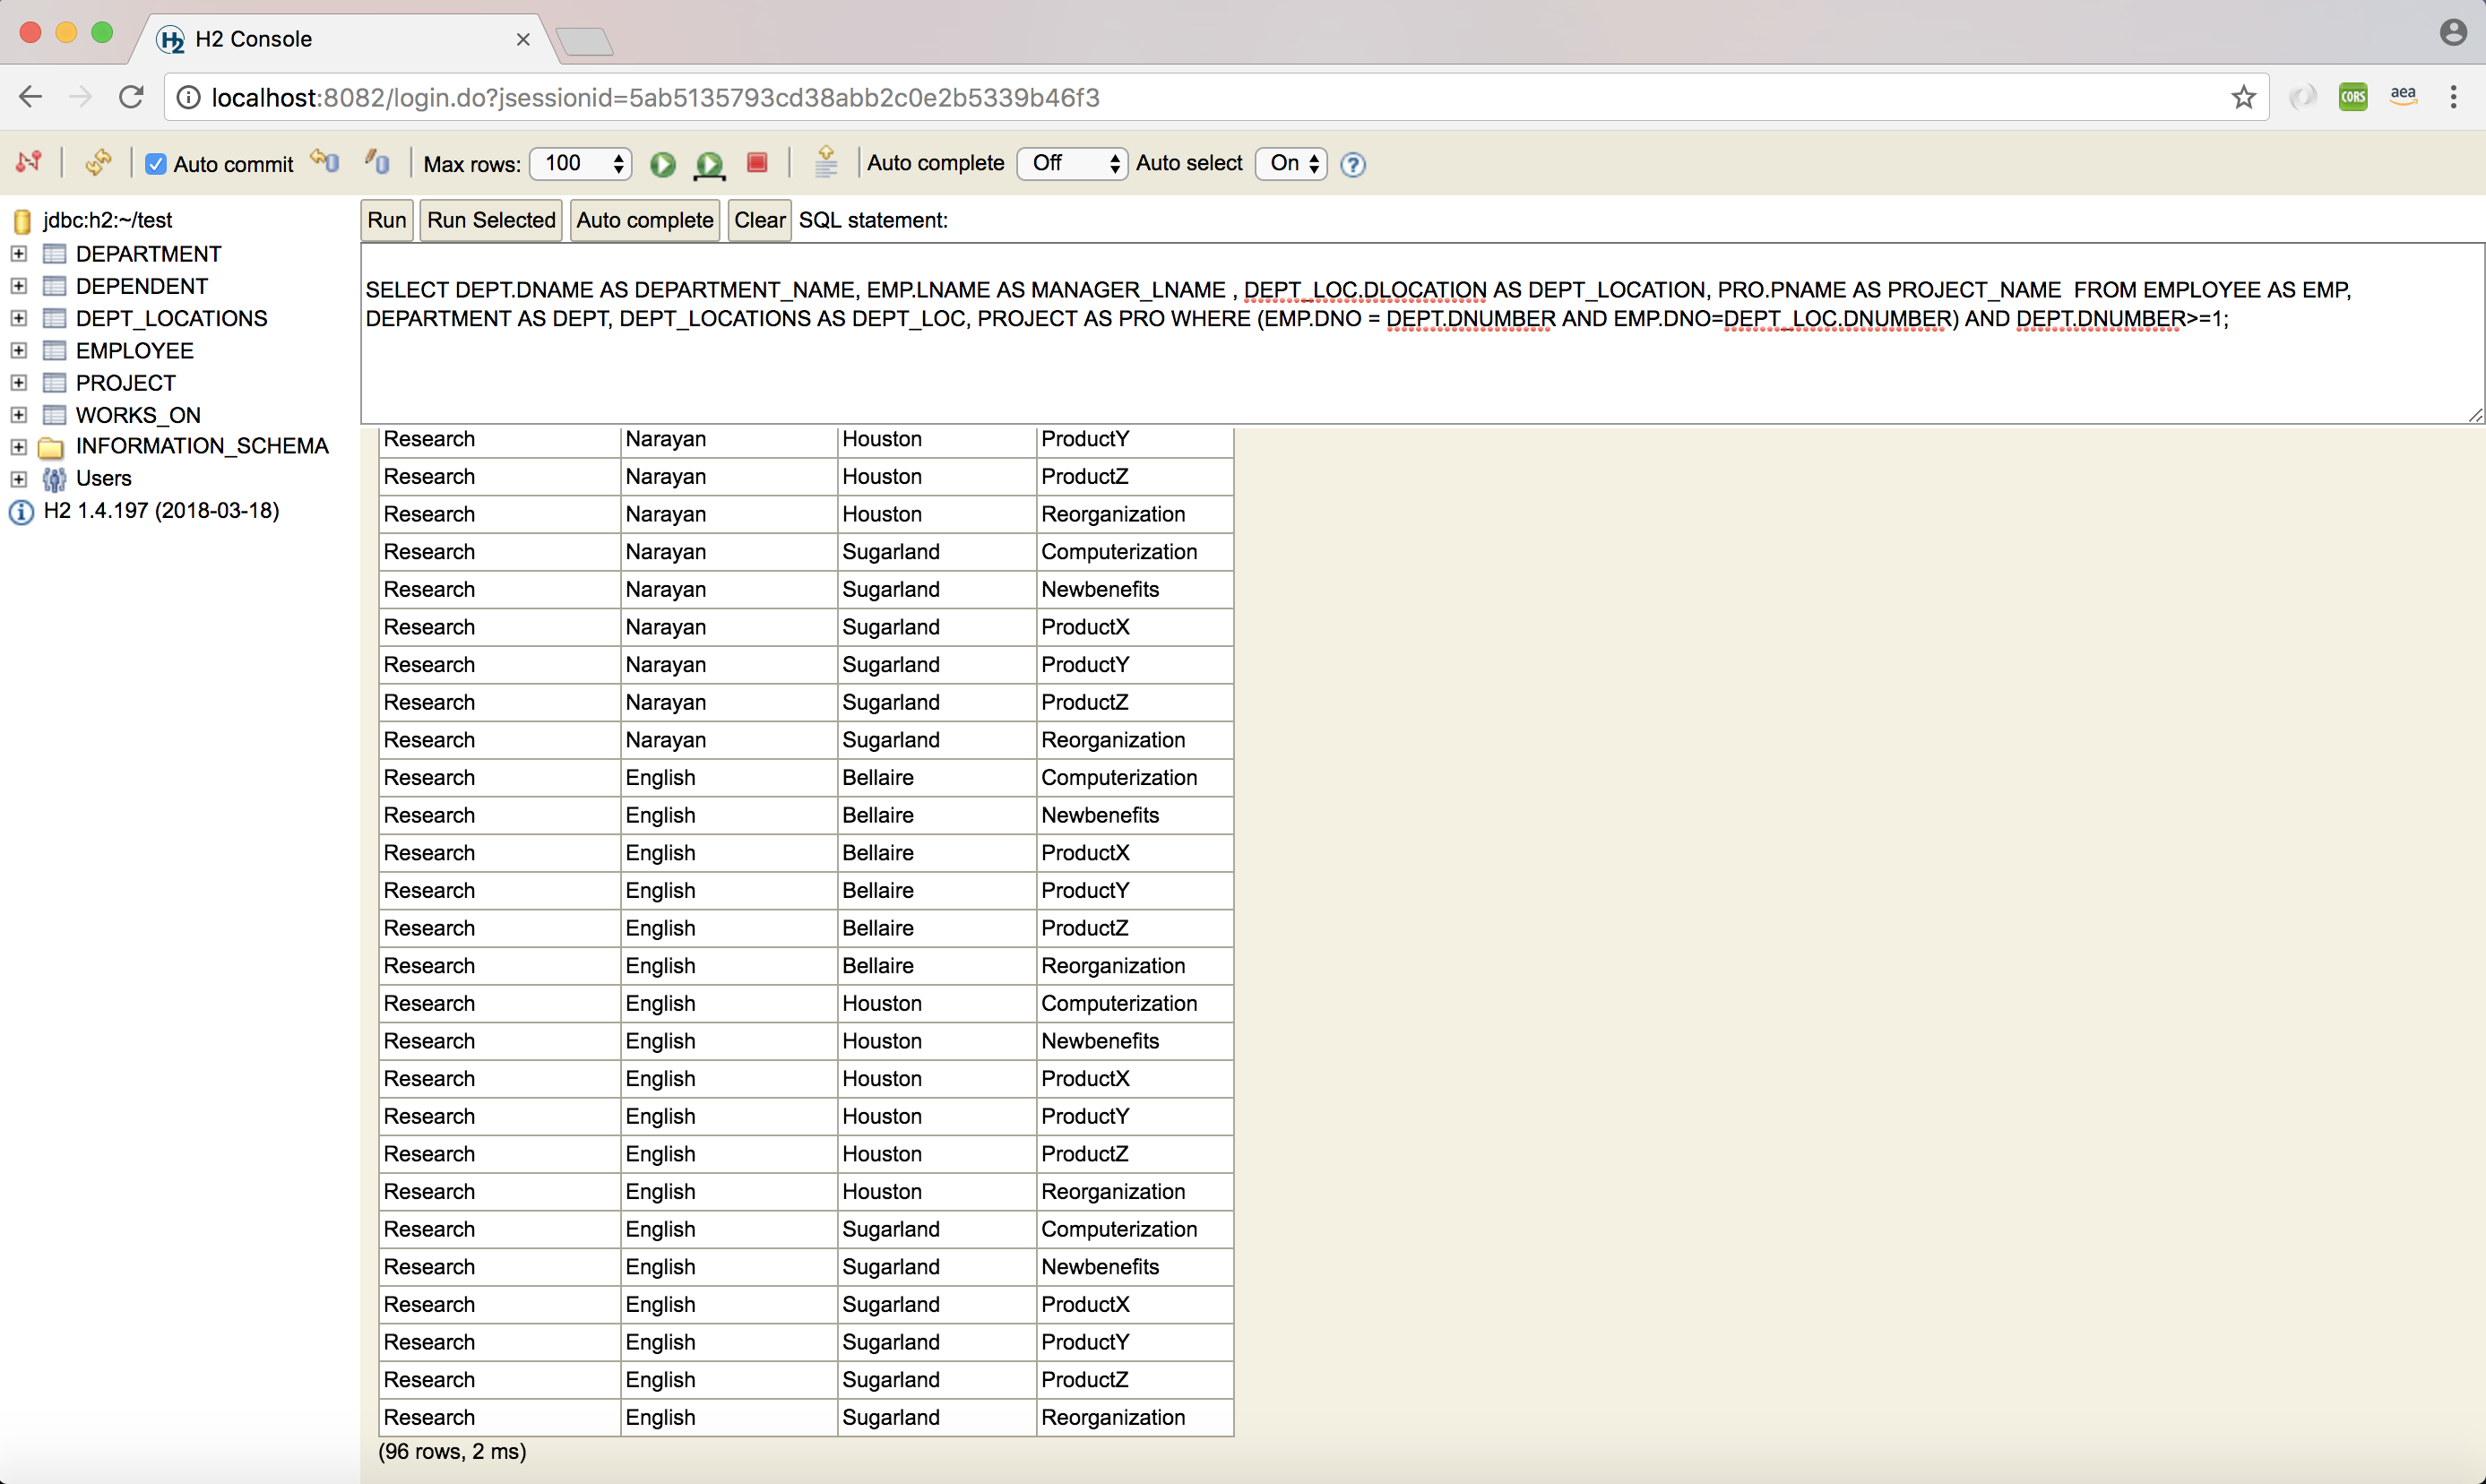 H2 Console
localhost:8082/login.do?jsessionid=5ab5135793cd38abb2c0e2b5339b46f3
CORS
aea
Auto commit Max rows: 100 Auto complete Off Auto select On
jdbc:h2:~/test
DEPARTMENT
DEPENDENT
DEPT_LOCATIONS
EMPLOYEE
PROJECT
WORKS_ON
INFORMATION_SCHEMA
Users
H2 1.4.197 (2018-03-18)
Run Run Selected Auto complete Clear SQL statement:
SELECT DEPT.DNAME AS DEPARTMENT_NAME, EMP.LNAME AS MANAGER_LNAME , DEPT_LOC.DLOCATION AS DEPT_LOCATION, PRO.PNAME AS PROJECT_NAME  FROM EMPLOYEE AS EMP,
DEPARTMENT AS DEPT, DEPT_LOCATIONS AS DEPT_LOC, PROJECT AS PRO WHERE (EMP.DNO = DEPT.DNUMBER AND EMP.DNO=DEPT_LOC.DNUMBER) AND DEPT.DNUMBER>=1;
Research Narayan Houston ProductY
Research Narayan Houston ProductZ
Research Narayan Houston Reorganization
Research Narayan Sugarland Computerization
Research Narayan Sugarland Newbenefits
Research Narayan Sugarland ProductX
Research Narayan Sugarland ProductY
Research Narayan Sugarland ProductZ
Research Narayan Sugarland Reorganization
Research English Bellaire Computerization
Research English Bellaire Newbenefits
Research English Bellaire ProductX
Research English Bellaire ProductY
Research English Bellaire ProductZ
Research English Bellaire Reorganization
Research English Houston Computerization
Research English Houston Newbenefits
Research English Houston ProductX
Research English Houston ProductY
Research English Houston ProductZ
Research English Houston Reorganization
Research English Sugarland Computerization
Research English Sugarland Newbenefits
Research English Sugarland ProductX
Research English Sugarland ProductY
Research English Sugarland ProductZ
Research English Sugarland Reorganization
(96 rows, 2 ms)